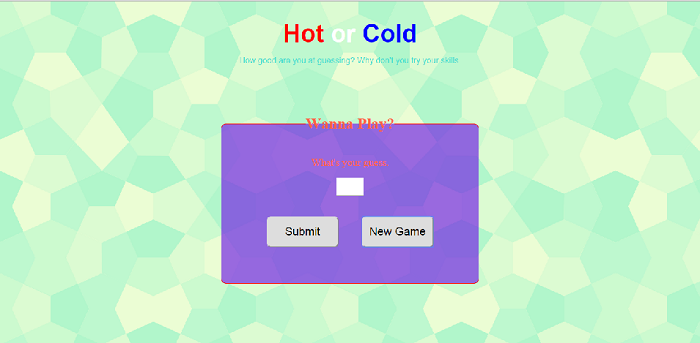 Hot or Cold
How good are you at guessing? Why don't you try your skills
Wanna Play?
What's your guess.
Submit New Game